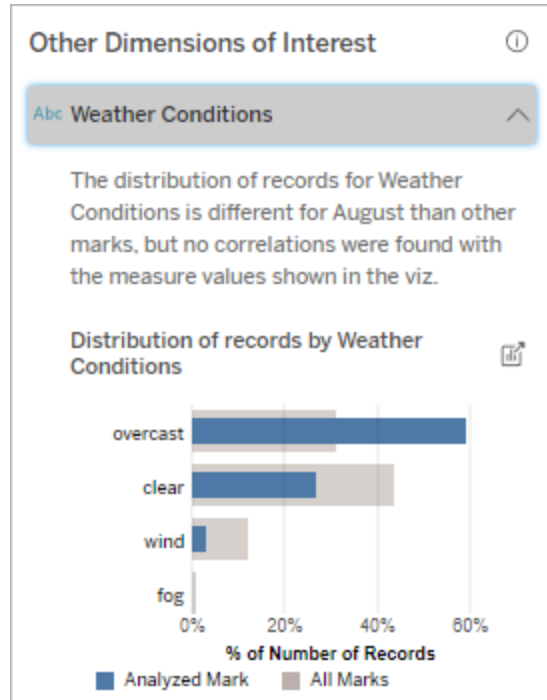 Other Dimensions of Interest
Abc Weather Conditions
The distribution of records for Weather
Conditions is different for August than other
marks, but no correlations were found with
the measure values shown in the viz.
Distribution of records by Weather
Conditions
overcast
clear
wind
fog
0% 20% 40% 60%
% of Number of Records
Analyzed Mark All Marks